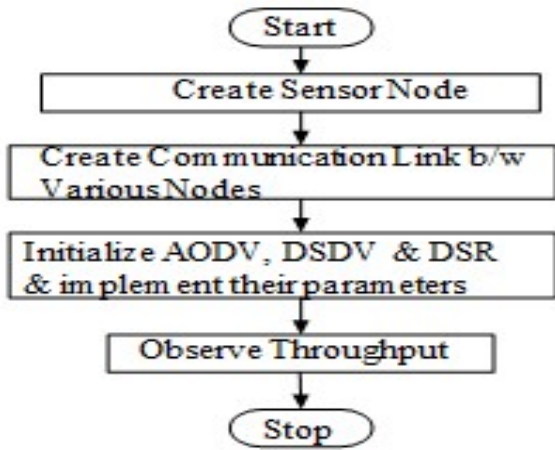 Start
Create Sensor Node
Create Communication Link b/w
Various Nodes
Initialize AODV, DSDV & DSR
& implement their parameters
Observe Throughput
Stop